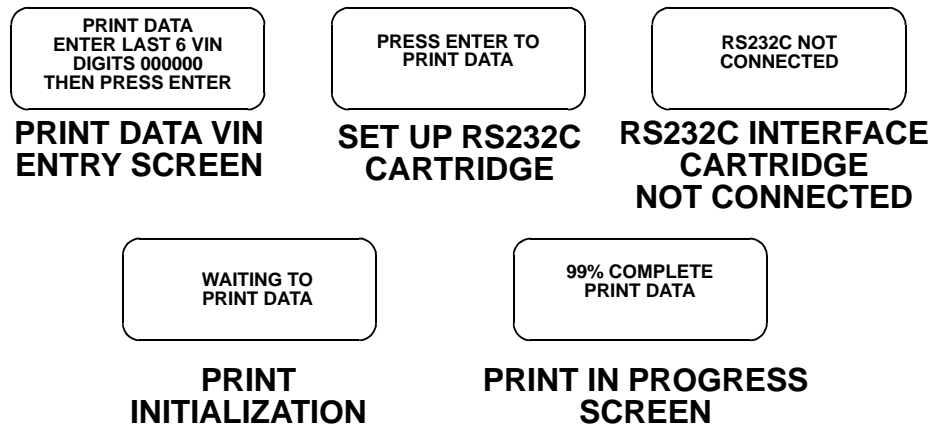 PRINT DATA
ENTER LAST 6 VIN
DIGITS 000000
THEN PRESS ENTER
PRINT DATA VIN
ENTRY SCREEN
PRESS ENTER TO
PRINT DATA
SET UP RS232C
CARTRIDGE
RS232C NOT
CONNECTED
RS232C INTERFACE
CARTRIDGE
NOT CONNECTED
WAITING TO
PRINT DATA
PRINT
INITIALIZATION
99% COMPLETE
PRINT DATA
PRINT IN PROGRESS
SCREEN